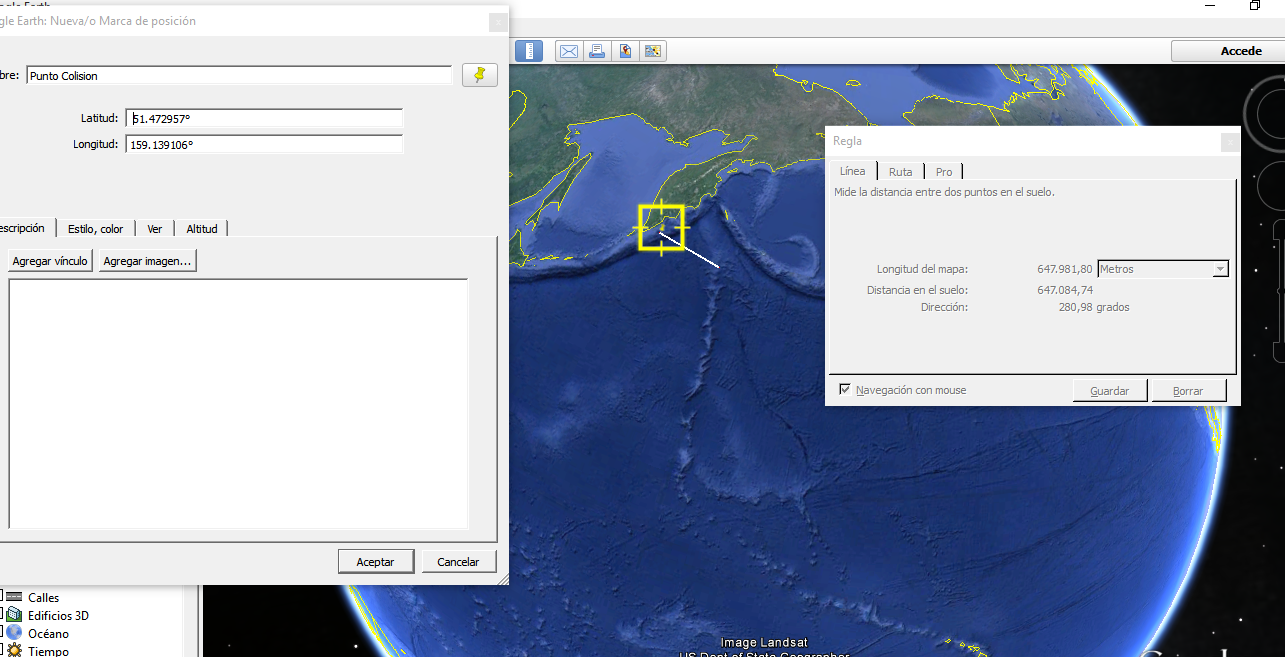 gle Earth: Nueva/o Marca de posición
bre: Punto Colision
Latitud: 51.472957°
Longitud: 159.139106°
escripción Estilo, color Ver Altitud
Agregar vínculo Agregar imagen...
Aceptar Cancelar
Accede
Regla
Línea Ruta Pro
Mide la distancia entre dos puntos en el suelo.
Longitud del mapa: 647.981,80 Metros
Distancia en el suelo: 647.084,74
Dirección: 280,98 grados
Navegación con mouse Guardar Borrar
Calles
Edificios 3D
Océano
Tiempo
Image Landsat
US Dept of State Geographer